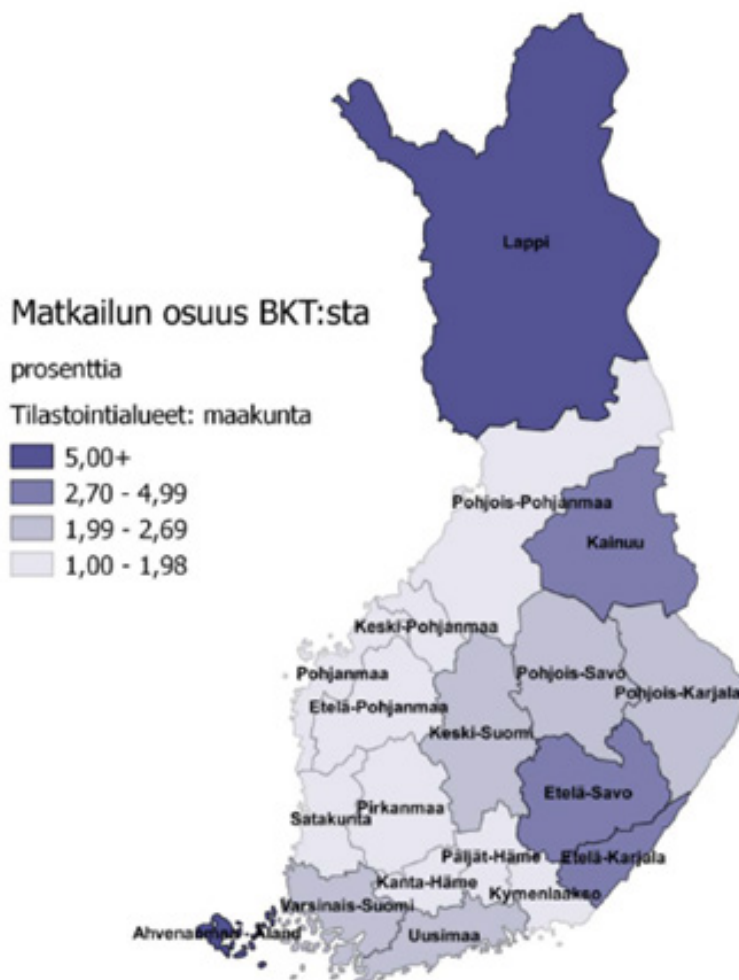 Lappi
Matkailun osuus BKT:sta
prosenttia
Tilastointialueet: maakunta
5,00+
2,70 - 4,99
1,99 - 2,69
1,00 - 1,98
Pohjois-Pohjanmaa
Kainuu
Keski-Pohjanmaa
Pohjanmaa
Pohjois-Savo
Pohjois-Karjala
Etelä-Pohjanmaa
Keski-Suomi
Etelä-Savo
Satakunta
Pirkanmaa
Päijät-Häme
Etelä-Karjala
Kanta-Häme
Kymenlaakso
Varsinais-Suomi
Ahvenanmaa - Åland
Uusimaa